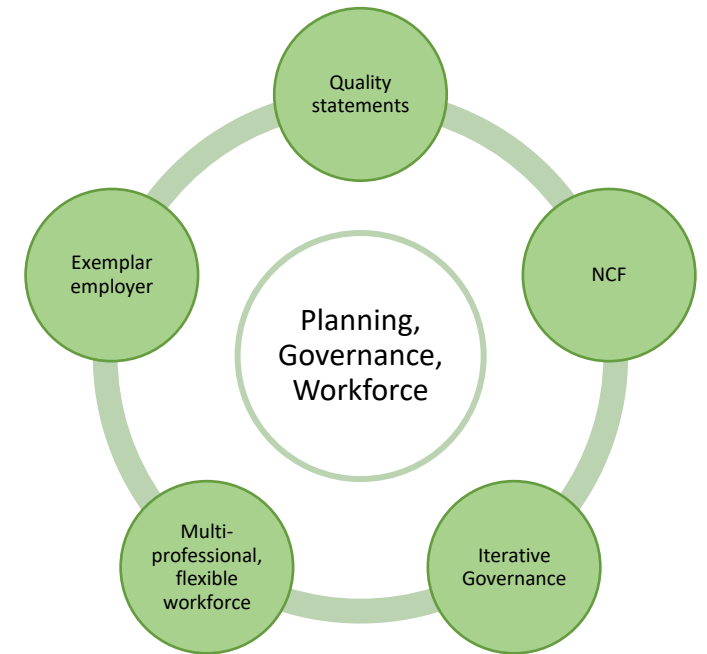 Quality
statements
NCF
Iterative
Governance
Multi-
professional,
flexible
workforce
Exemplar
employer
Planning,
Governance,
Workforce